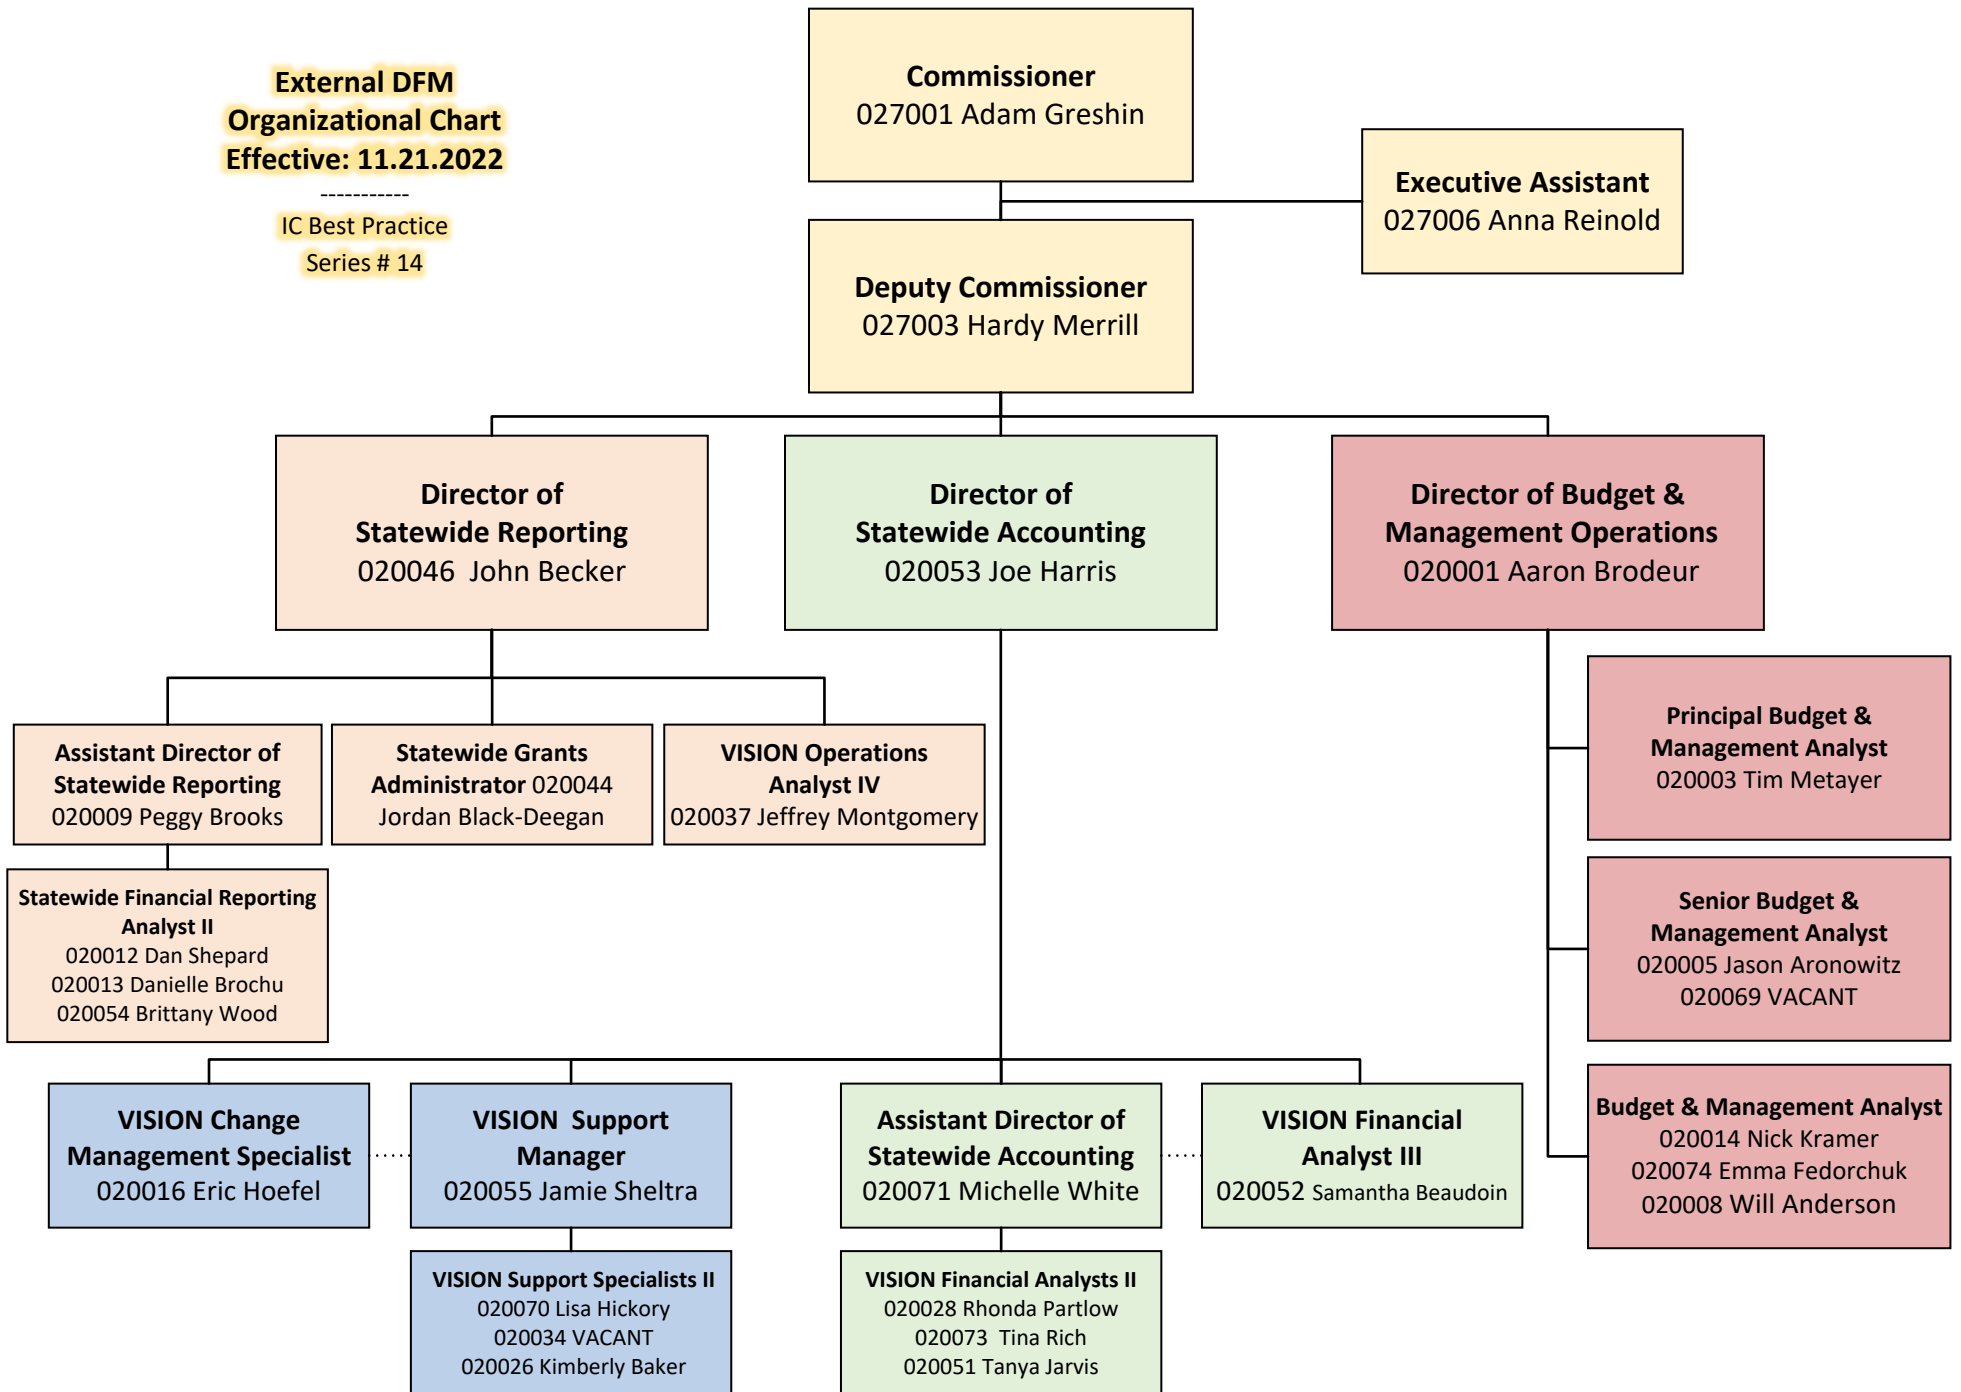 External DFM
Organizational Chart
Effective: 11.21.2022
-----------
IC Best Practice
Series # 14
Commissioner
027001 Adam Greshin
Executive Assistant
027006 Anna Reinold
Deputy Commissioner
027003 Hardy Merrill
Director of
Statewide Reporting
020046  John Becker
Director of
Statewide Accounting
020053 Joe Harris
Director of Budget &
Management Operations
020001 Aaron Brodeur
Assistant Director of
Statewide Reporting
020009 Peggy Brooks
Statewide Grants
Administrator 020044
Jordan Black-Deegan
VISION Operations
Analyst IV
020037 Jeffrey Montgomery
Principal Budget &
Management Analyst
020003 Tim Metayer
Statewide Financial Reporting
Analyst II
020012 Dan Shepard
020013 Danielle Brochu
020054 Brittany Wood
Senior Budget &
Management Analyst
020005 Jason Aronowitz
020069 VACANT
VISION Change
Management Specialist
020016 Eric Hoefel
VISION  Support
Manager
020055 Jamie Sheltra
Assistant Director of
Statewide Accounting
020071 Michelle White
VISION Financial
Analyst III
020052 Samantha Beaudoin
Budget & Management Analyst
020014 Nick Kramer
020074 Emma Fedorchuk
020008 Will Anderson
VISION Support Specialists II
020070 Lisa Hickory
020034 VACANT
020026 Kimberly Baker
VISION Financial Analysts II
020028 Rhonda Partlow
020073  Tina Rich
020051 Tanya Jarvis